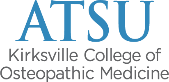 ATSU
Kirksville College of
Osteopathic Medicine